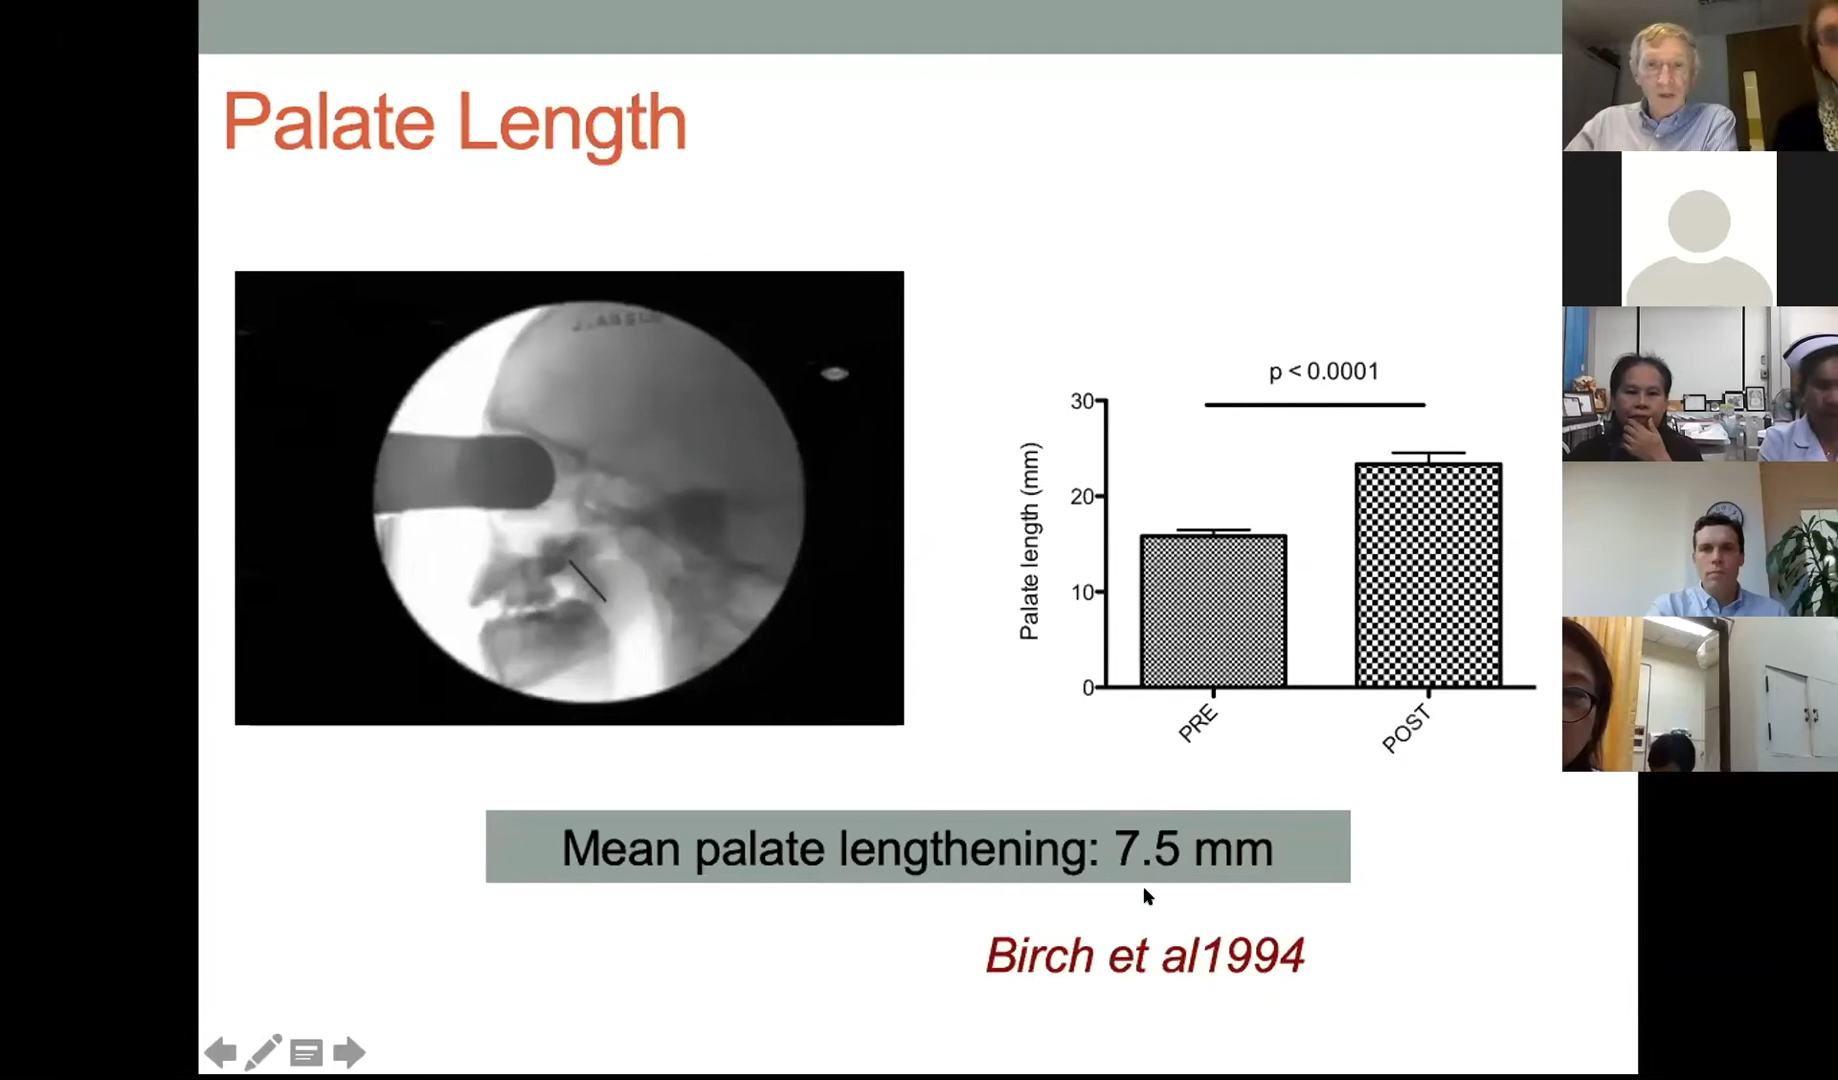 Palate Length
p < 0.0001
Palate length (mm)
30
20
10
0
PRE
POST
Mean palate lengthening: 7.5 mm
Birch et al1994